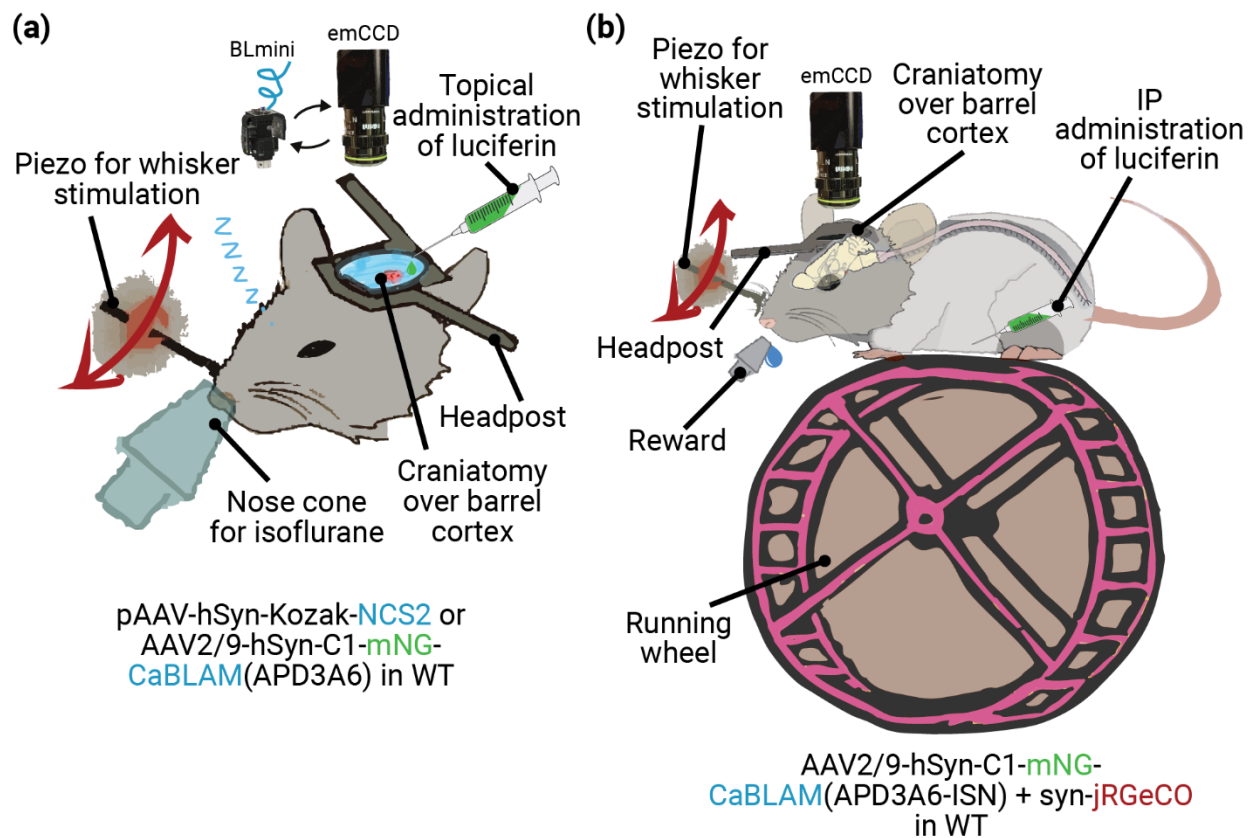 (a)
BLmini
emCCD
Topical
administration
of luciferin
Piezo for whisker
stimulation
Z
Z
Z
Z
Z
Headpost
Craniatomy
over barrel
cortex
Nose cone
for isoflurane
pAAV-hSyn-Kozak-NCS2 or
AAV2/9-hSyn-C1-mNG-
CaBLAM(APD3A6) in WT
(b)
Piezo for
whisker
stimulation
emCCD
Craniatomy
over barrel
cortex
IP
administration
of luciferin
Headpost
Reward
Running
wheel
AAV2/9-hSyn-C1-mNG-
CaBLAM(APD3A6-ISN) + syn-jRGeCO
in WT